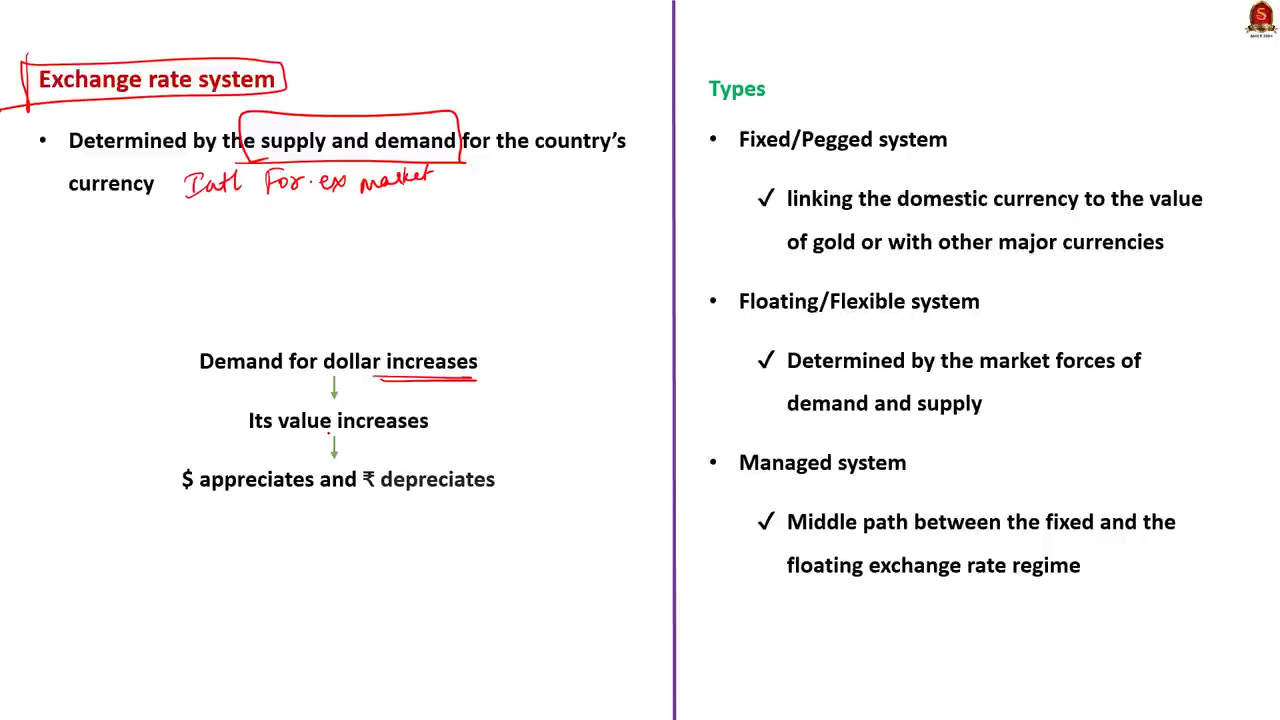 Exchange rate system
• Determined by the supply and demand for the country's
currency Intl For.ex market
Demand for dollar increases
Its value increases
$ appreciates and ₹ depreciates
Types
• Fixed/Pegged system
✓ linking the domestic currency to the value
of gold or with other major currencies
• Floating/Flexible system
✓ Determined by the market forces of
demand and supply
• Managed system
✓ Middle path between the fixed and the
floating exchange rate regime